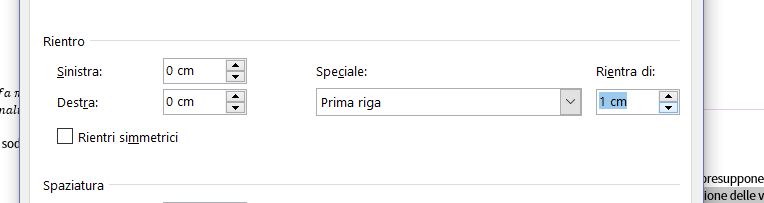 Rientro
Sinistra: 0 cm Speciale: Rientra di:
Destra: 0 cm Prima riga 1 cm
Rientri simmetrici
sod
presuppone
Spaziatura
ione delle v